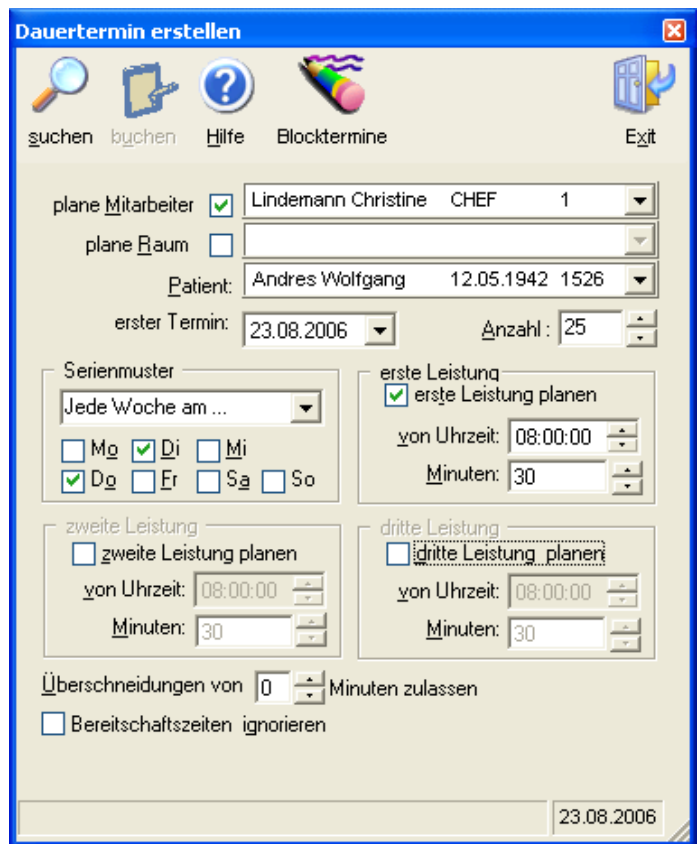 Dauertermin erstellen
suchen buchen Hilfe Blocktermine Exit
plane Mitarbeiter Lindemann Christine CHEF 1
plane Raum
Patient: Andres Wolfgang 12.05.1942 1526
erster Termin: 23.08.2006 Anzahl : 25
Serienmuster
Jede Woche am ...
Mo Di Mi
Do Fr Sa So
erste Leistung
erste Leistung planen
von Uhrzeit: 08:00:00
Minuten: 30
zweite Leistung
zweite Leistung planen
von Uhrzeit: 08:00:00
Minuten: 30
dritte Leistung
dritte Leistung planen
von Uhrzeit: 08:00:00
Minuten: 30
Überschneidungen von 0 Minuten zulassen
Bereitschaftszeiten ignorieren
23.08.2006